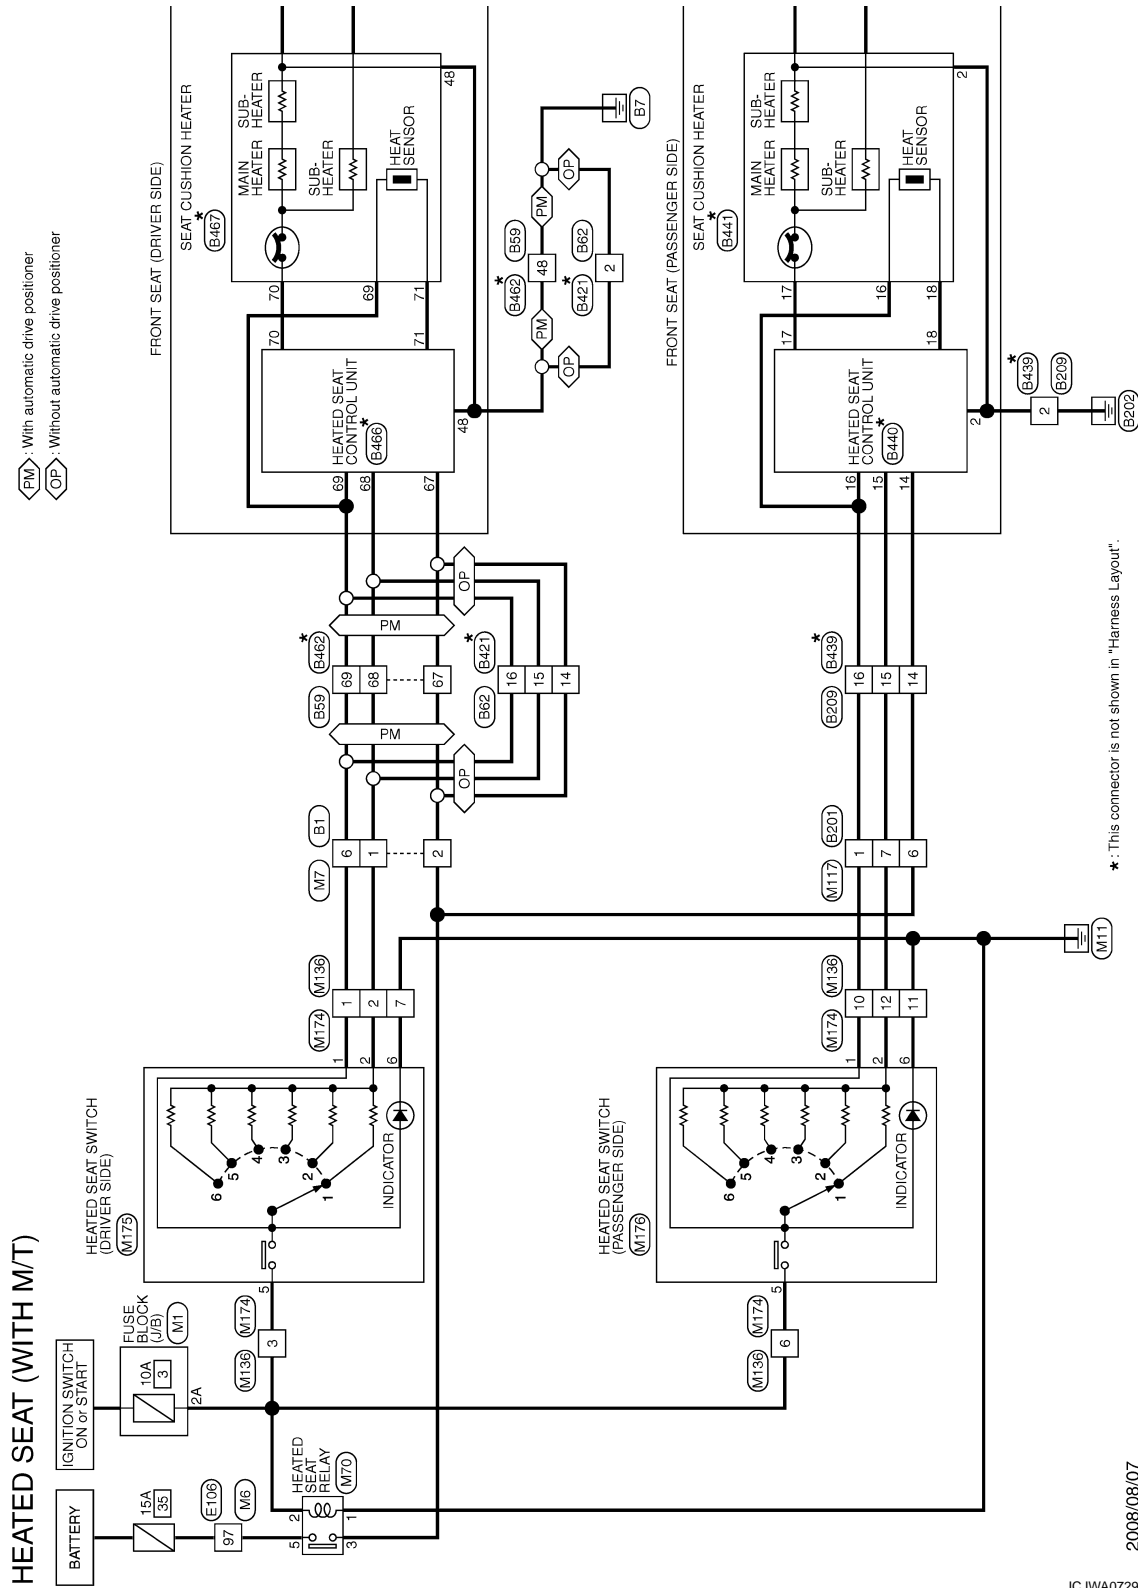 HEATED SEAT (WITH M/T)
BATTERY
15A
35
E106
97
M6
IGNITION SWITCH
ON or START
FUSE
BLOCK
(J/B)
M1
10A
3
2A
HEATED
SEAT
RELAY
M70
5
2
3
1
M136
3
M174
5
HEATED SEAT SWITCH
(DRIVER SIDE)
M175
6
5
4
3
2
1
INDICATOR
1
2
6
M174
M136
1
2
7
M7
B1
6
1
2
PM
OP
B59
B462
*
69
68
67
B62
B421
*
16
15
14
PM
OP
PM : With automatic drive positioner
OP : Without automatic drive positioner
FRONT SEAT (DRIVER SIDE)
69
68
67
HEATED SEAT
CONTROL UNIT
B466
*
48
70
71
70
69
71
SEAT CUSHION HEATER
B467
*
MAIN
HEATER
SUB-
HEATER
SUB-
HEATER
HEAT
SENSOR
48
PM
OP
B462
*
B59
48
B421
*
B62
2
PM
OP
B7
M136
6
M174
5
HEATED SEAT SWITCH
(PASSENGER SIDE)
M176
6
5
4
3
2
1
INDICATOR
1
2
6
M174
M136
10
12
11
M11
M117
B201
1
7
6
B209
B439
*
16
15
14
FRONT SEAT (PASSENGER SIDE)
16
15
14
HEATED SEAT
CONTROL UNIT
B440
*
2
17
18
17
16
18
SEAT CUSHION HEATER
B441
*
MAIN
HEATER
SUB-
HEATER
SUB-
HEATER
HEAT
SENSOR
2
B439
*
B209
2
B202
* : This connector is not shown in "Harness Layout".
2008/08/07